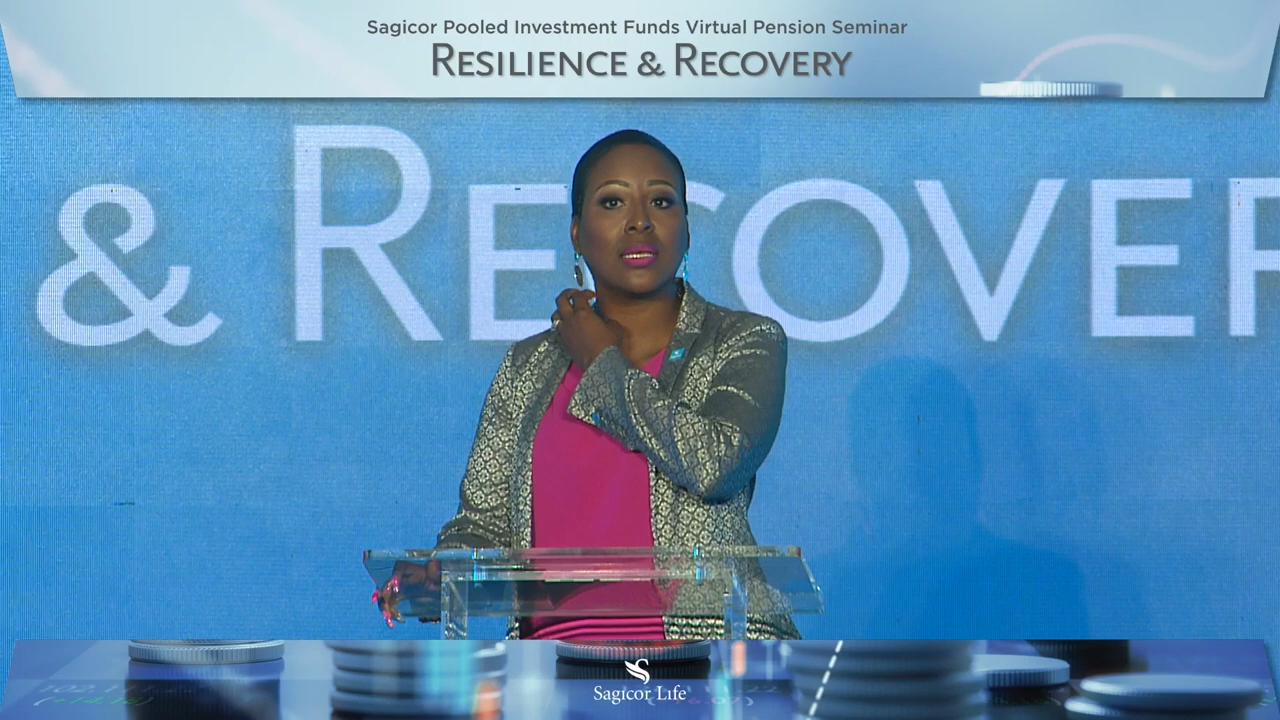 Sagicor Pooled Investment Funds Virtual Pension Seminar
RESILIENCE & RECOVERY
& RECOVER
Sagicor Life